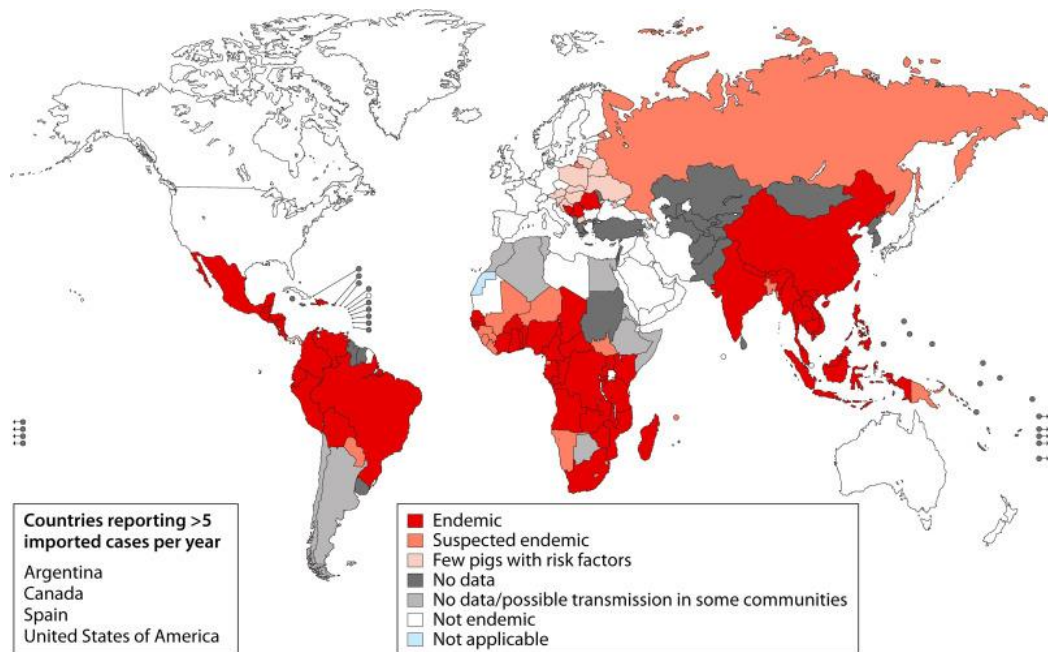 Countries reporting >5
imported cases per year
Argentina
Canada
Spain
United States of America
Endemic
Suspected endemic
Few pigs with risk factors
No data
No data/possible transmission in some communities
Not endemic
Not applicable